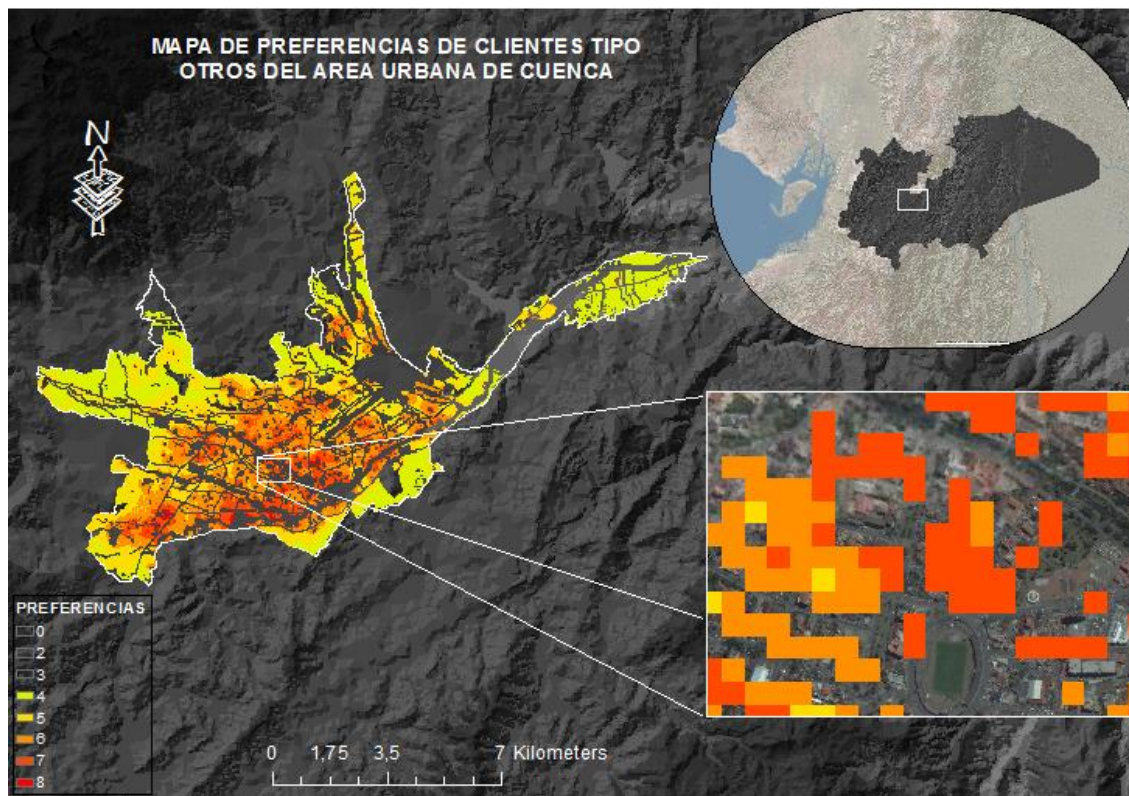 MAPA DE PREFERENCIAS DE CLIENTES TIPO
OTROS DEL AREA URBANA DE CUENCA
N
PREFERENCIAS
0
2
3
4
5
6
7
8
0 1,75 3,5 7 Kilometers